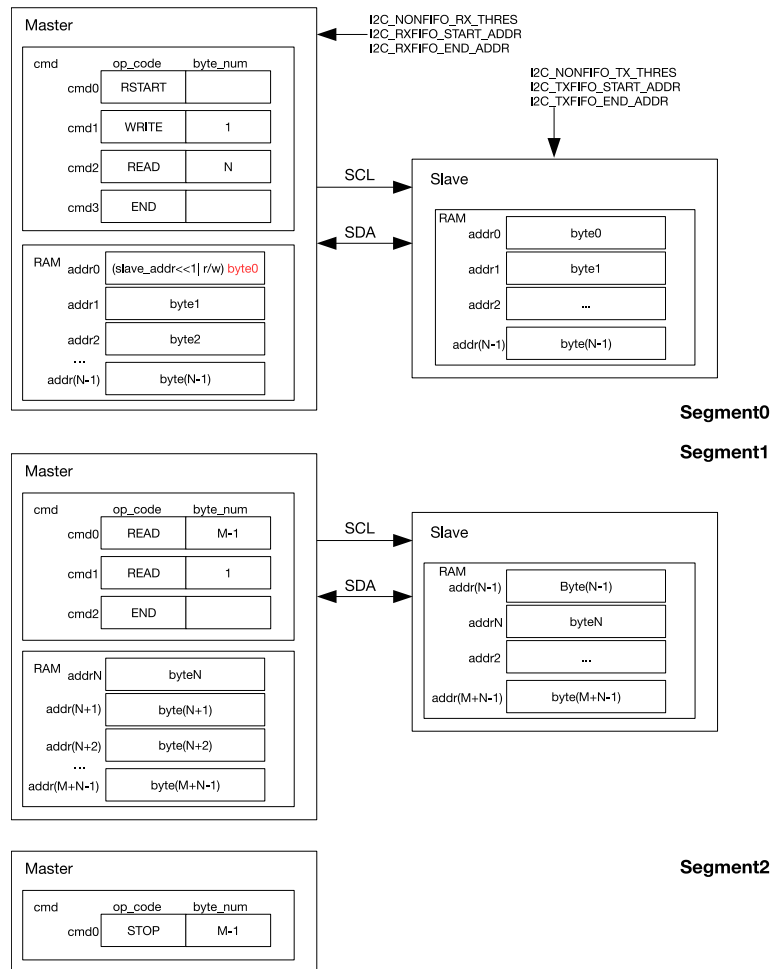 Master
I2C_NONFIFO_RX_THRES
I2C_RXFIFO_START_ADDR
I2C_RXFIFO_END_ADDR
I2C_NONFIFO_TX_THRES
I2C_TXFIFO_START_ADDR
I2C_TXFIFO_END_ADDR
cmd op_code byte_num
cmd0 RSTART
cmd1 WRITE 1
cmd2 READ N
cmd3 END
SCL
SDA
RAM
addr0 (slave_addr<<1| r/w) byte0
addr1 byte1
addr2 byte2
...
addr(N-1) byte(N-1)
Slave
RAM
addr0 byte0
addr1 byte1
addr2 ...
addr(N-1) byte(N-1)
Segment0
Segment1
Master
cmd op_code byte_num
cmd0 READ M-1
cmd1 READ 1
cmd2 END
SCL
SDA
RAM
addrN byteN
addr(N+1) byte(N+1)
addr(N+2) byte(N+2)
...
addr(M+N-1) byte(M+N-1)
Slave
RAM
addr(N-1) Byte(N-1)
addrN byteN
addr2 ...
addr(M+N-1) byte(M+N-1)
Segment2
Master
cmd op_code byte_num
cmd0 STOP M-1